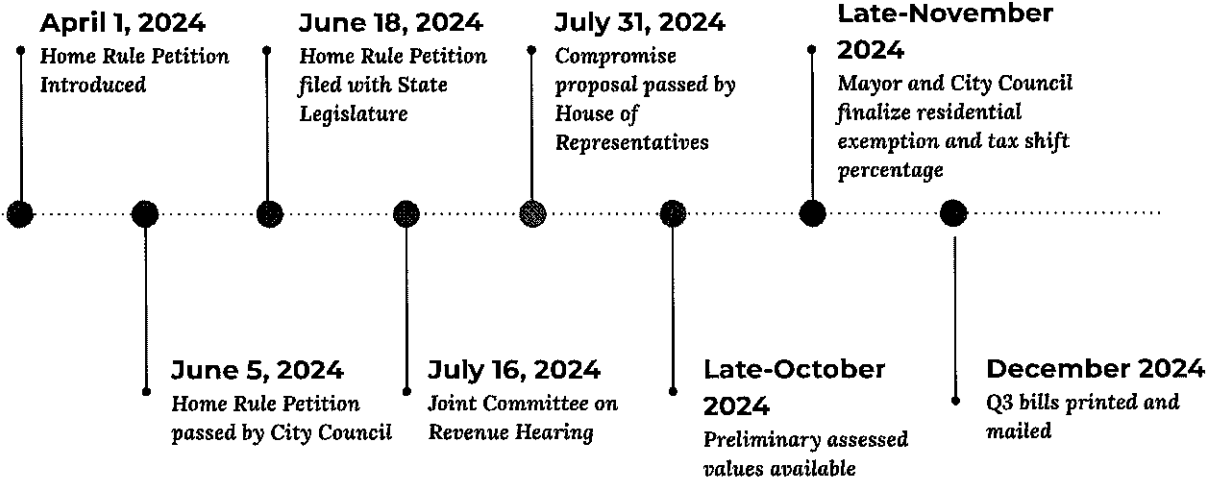 April 1, 2024
Home Rule Petition
Introduced
June 5, 2024
Home Rule Petition
passed by City Council
June 18, 2024
Home Rule Petition
filed with State
Legislature
July 16, 2024
Joint Committee on
Revenue Hearing
July 31, 2024
Compromise
proposal passed by
House of
Representatives
Late-October
2024
Preliminary assessed
values available
Late-November
2024
Mayor and City Council
finalize residential
exemption and tax shift
percentage
December 2024
Q3 bills printed and
mailed